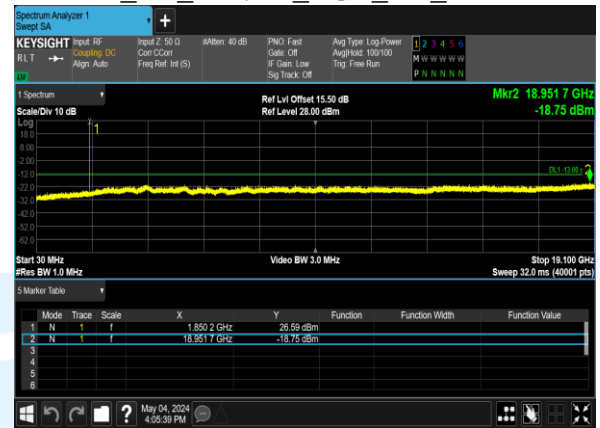 Spectrum Analyzer 1
Swept SA
KEYSIGHT Input: RF Input Z: 50 Ω #Atten: 40 dB PNO: Fast Avg Type: Log-Power 1 2 3 4 5 6
RLT Coupling: DC Corr CCorr Gate: Off Avg|Hold: 100/100 M W W W W W
Align: Auto Freq Ref: Int (S) IF Gain: Low Trig: Free Run
Sig Track: Off P N N N N N
1 Spectrum Ref Lvl Offset 15.50 dB Mkr2 18.951 7 GHz
Scale/Div 10 dB Ref Level 28.00 dBm -18.75 dBm
Log
1
18.0
8.00
-2.00
-12.0 DL1 -13.00
-22.0
-32.0
-42.0
-52.0
-62.0
Start 30 MHz Video BW 3.0 MHz Stop 19.100 GHz
#Res BW 1.0 MHz Sweep 32.0 ms (40001 pts)
5 Marker Table
Mode Trace Scale X Y Function Function Width Function Value
1 N 1 f 1.850 2 GHz 26.59 dBm
2 N 1 f 18.951 7 GHz -18.75 dBm
3
4
5
6
? May 04, 2024
4:05:39 PM